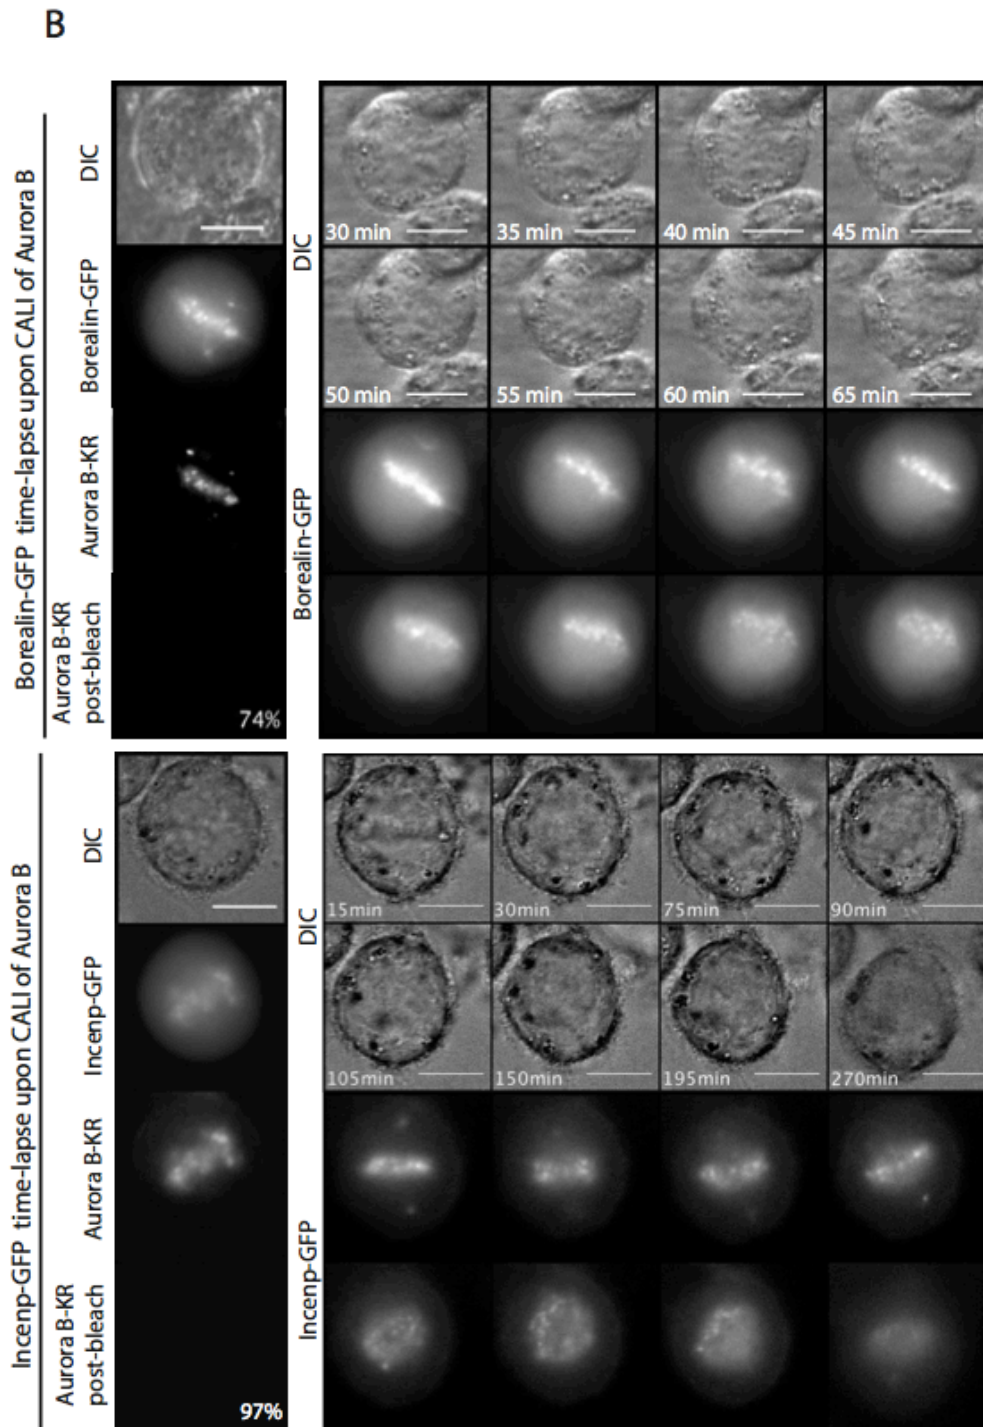 B
Borealin-GFP time-lapse upon CALI of Aurora B
DIC
Borealin-GFP
Aurora B-KR
Aurora B-KR
post-bleach
74%
DIC
30 min
35 min
40 min
45 min
50 min
55 min
60 min
65 min
Borealin-GFP
Incenp-GFP time-lapse upon CALI of Aurora B
DIC
Incenp-GFP
Aurora B-KR
Aurora B-KR
post-bleach
97%
DIC
15min
30min
75min
90min
105min
150min
195min
270min
Incenp-GFP